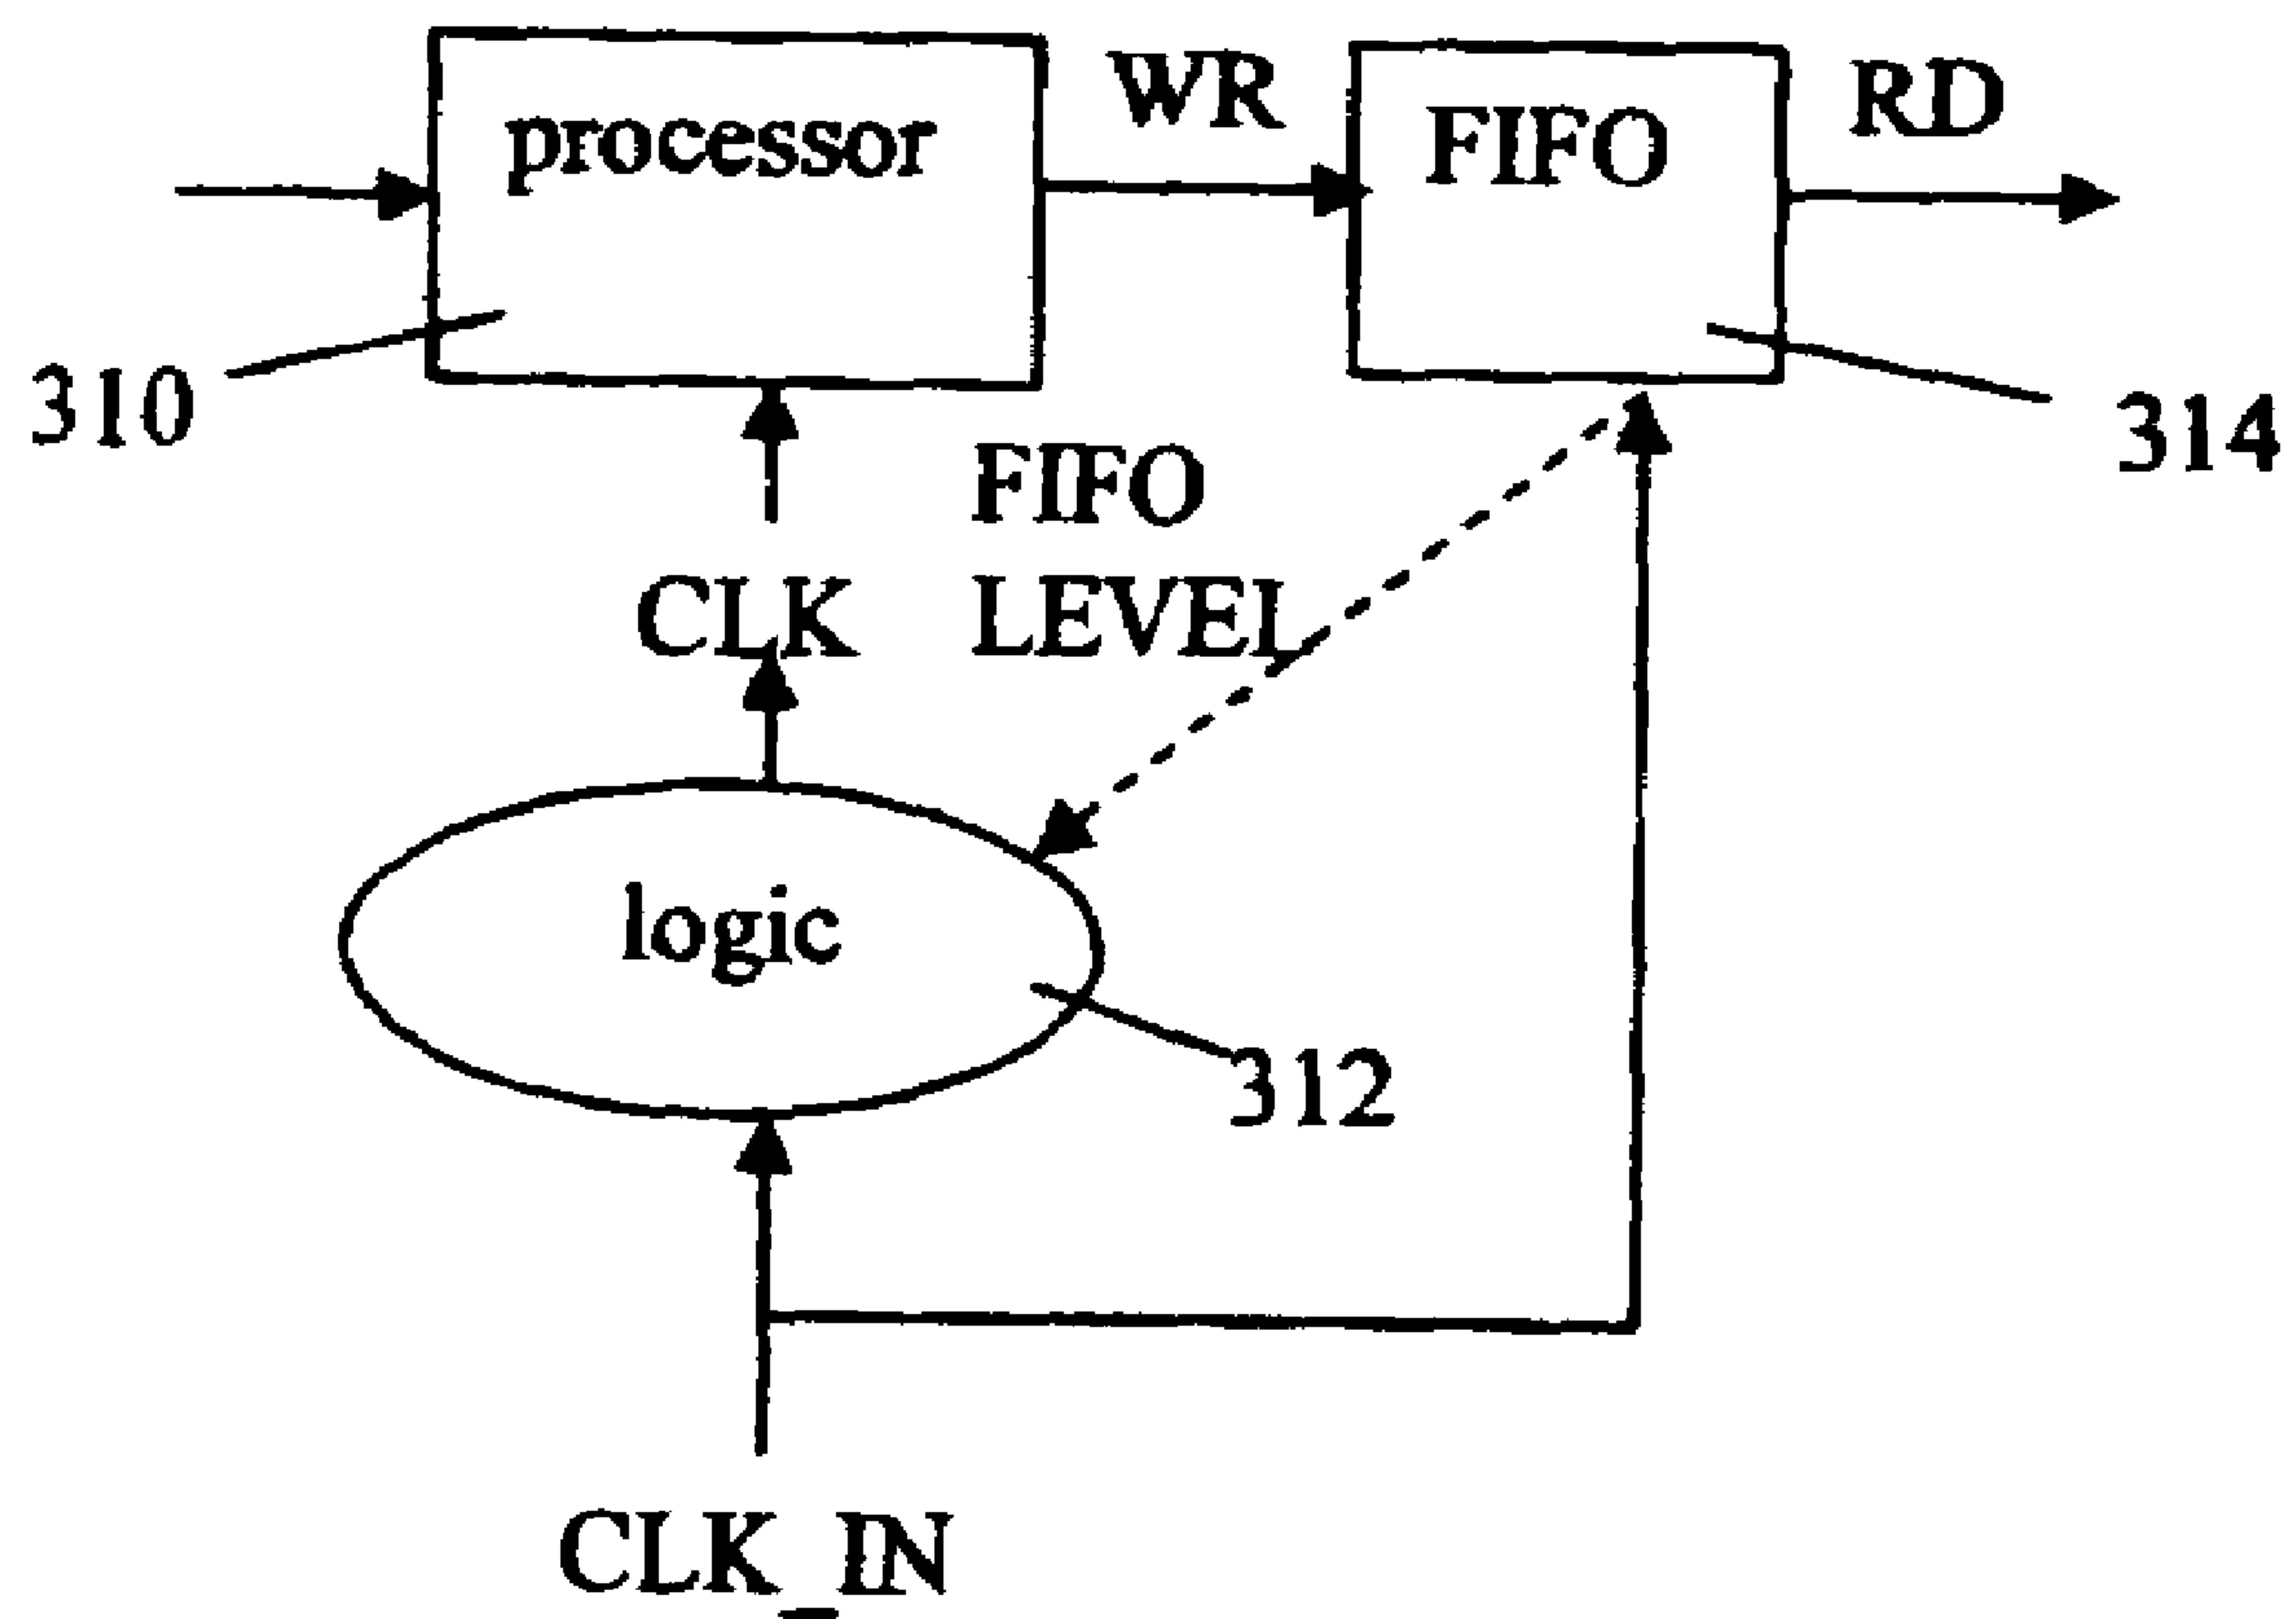 processor
WR
FIFO
RD
310
314
FIFO
LEVEL
CLK
logic
312
CLK_IN